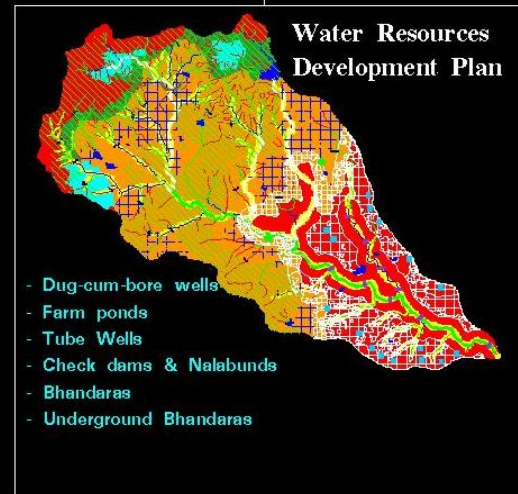 Water Resources
Development Plan
- Dug-cum-bore wells
- Farm ponds
- Tube Wells
- Check dams & Nalabunds
- Bhandaras
- Underground Bhandaras